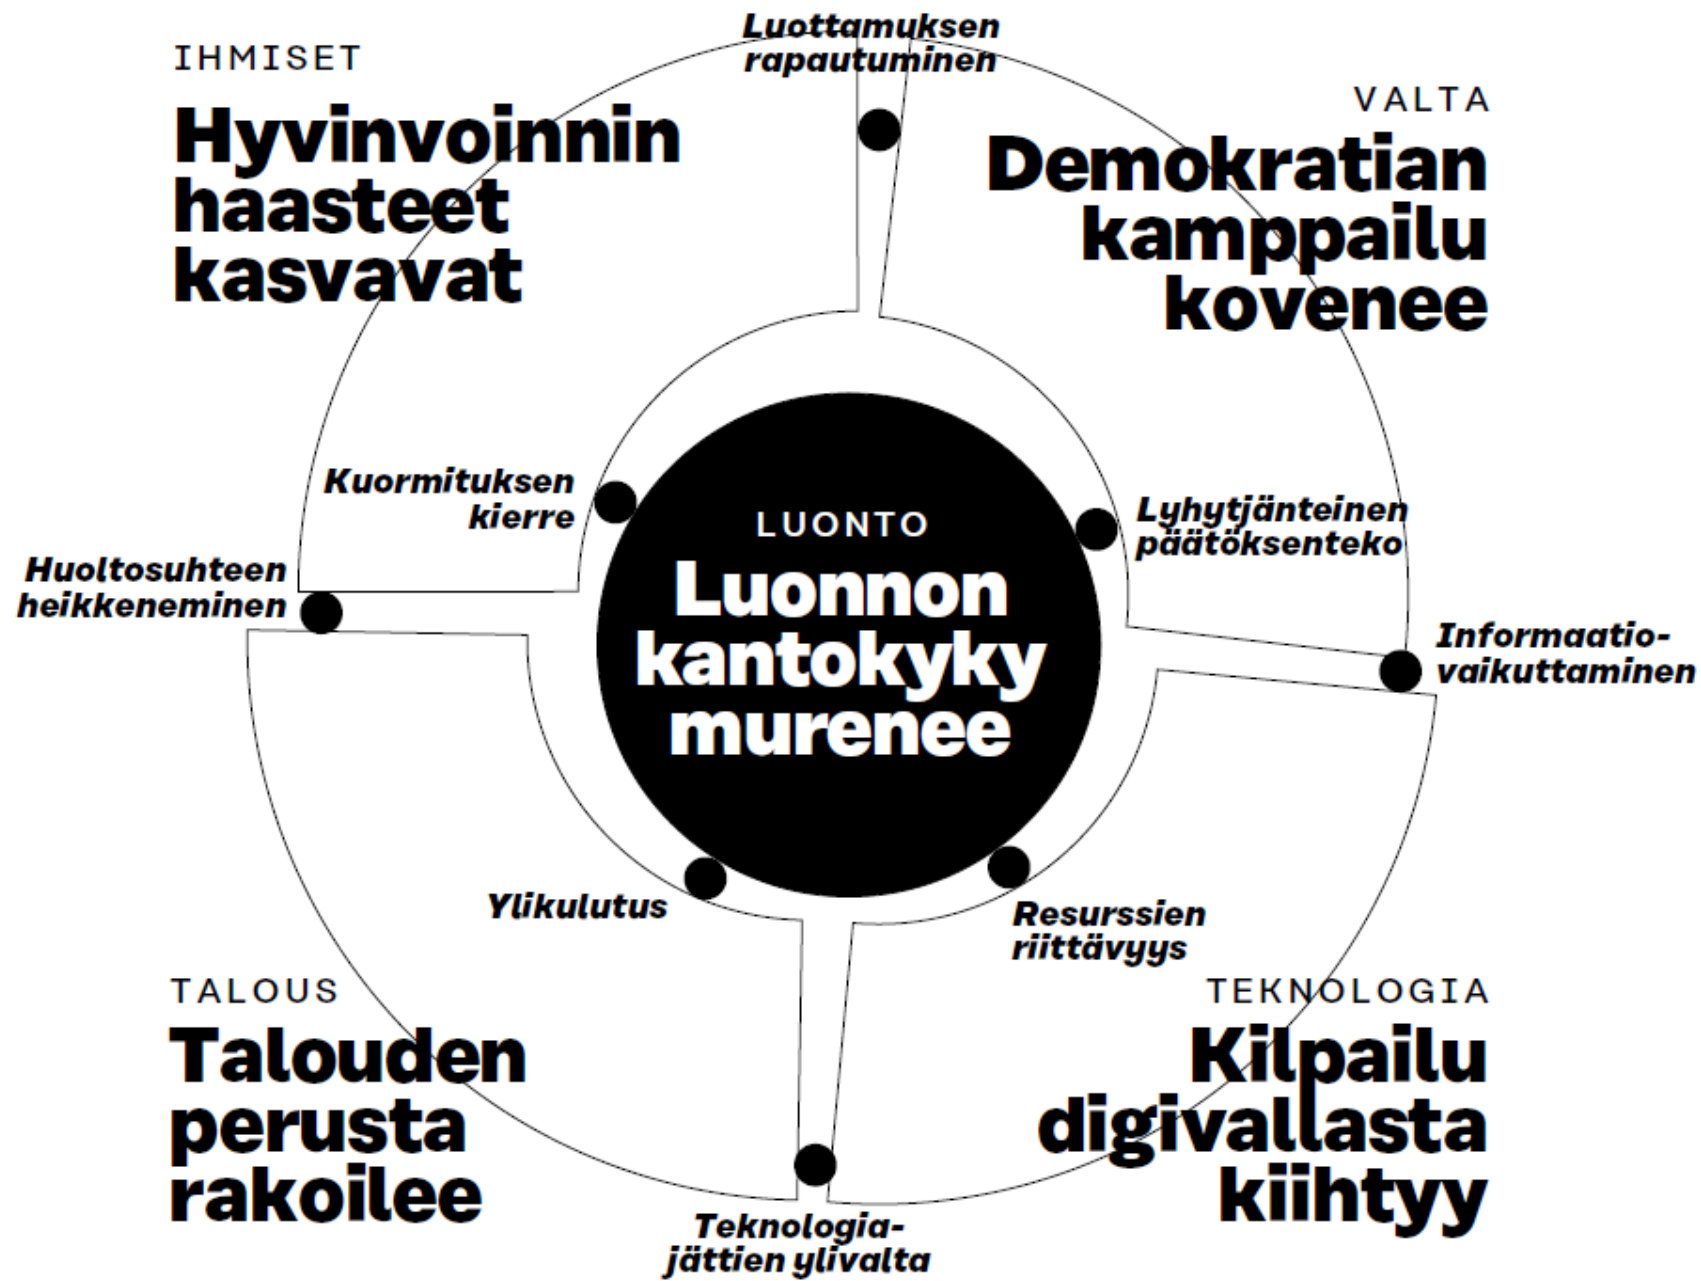 Luottamuksen
rapautuminen
IHMISET
Hyvinvoinnin
haasteet
kasvavat
VALTA
Demokratian
kamppailu
kovenee
Kuormituksen
kierre
Lyhytjänteinen
päätöksenteko
Huoltosuhteen
heikkeneminen
LUONTO
Luonnon
kantokyky
murenee
Informaatio-
vaikuttaminen
Ylikulutus
Resurssien
riittävyys
TALOUS
Talouden
perusta
rakoilee
TEKNOLOGIA
Kilpailu
digivallasta
kiihtyy
Teknologia-
jättien ylivalta